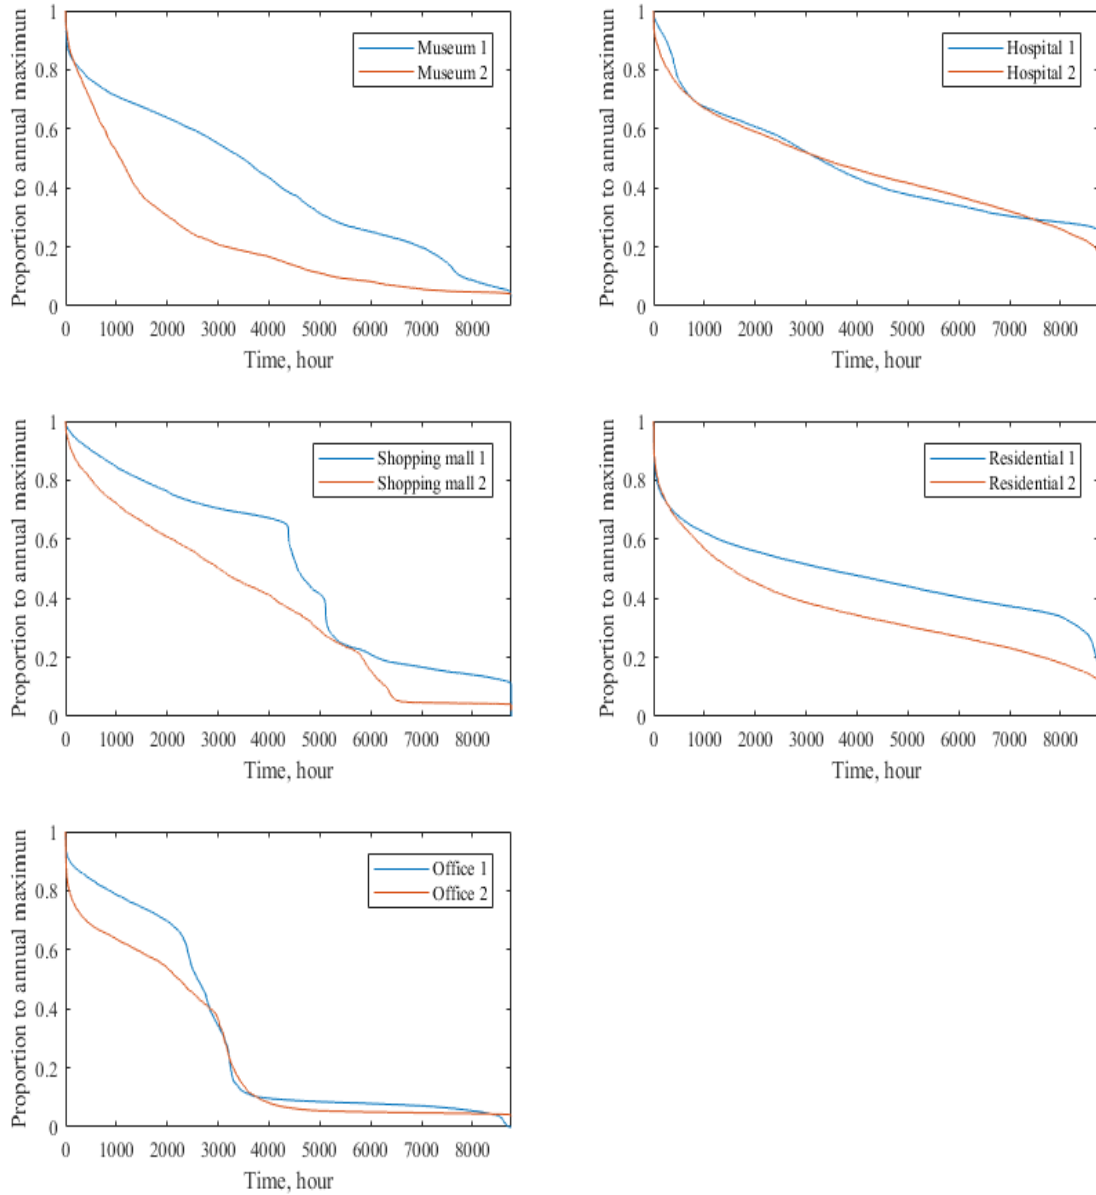 Proportion to annual maximun
1
0.8
0.6
0.4
0.2
0
Museum 1
Museum 2
0 1000 2000 3000 4000 5000 6000 7000 8000
Time, hour
Proportion to annual maximun
1
0.8
0.6
0.4
0.2
0
Hospital 1
Hospital 2
0 1000 2000 3000 4000 5000 6000 7000 8000
Time, hour
Proportion to annual maximun
1
0.8
0.6
0.4
0.2
0
Shopping mall 1
Shopping mall 2
0 1000 2000 3000 4000 5000 6000 7000 8000
Time, hour
Proportion to annual maximun
1
0.8
0.6
0.4
0.2
0
Residential 1
Residential 2
0 1000 2000 3000 4000 5000 6000 7000 8000
Time, hour
Proportion to annual maximun
1
0.8
0.6
0.4
0.2
0
Office 1
Office 2
0 1000 2000 3000 4000 5000 6000 7000 8000
Time, hour